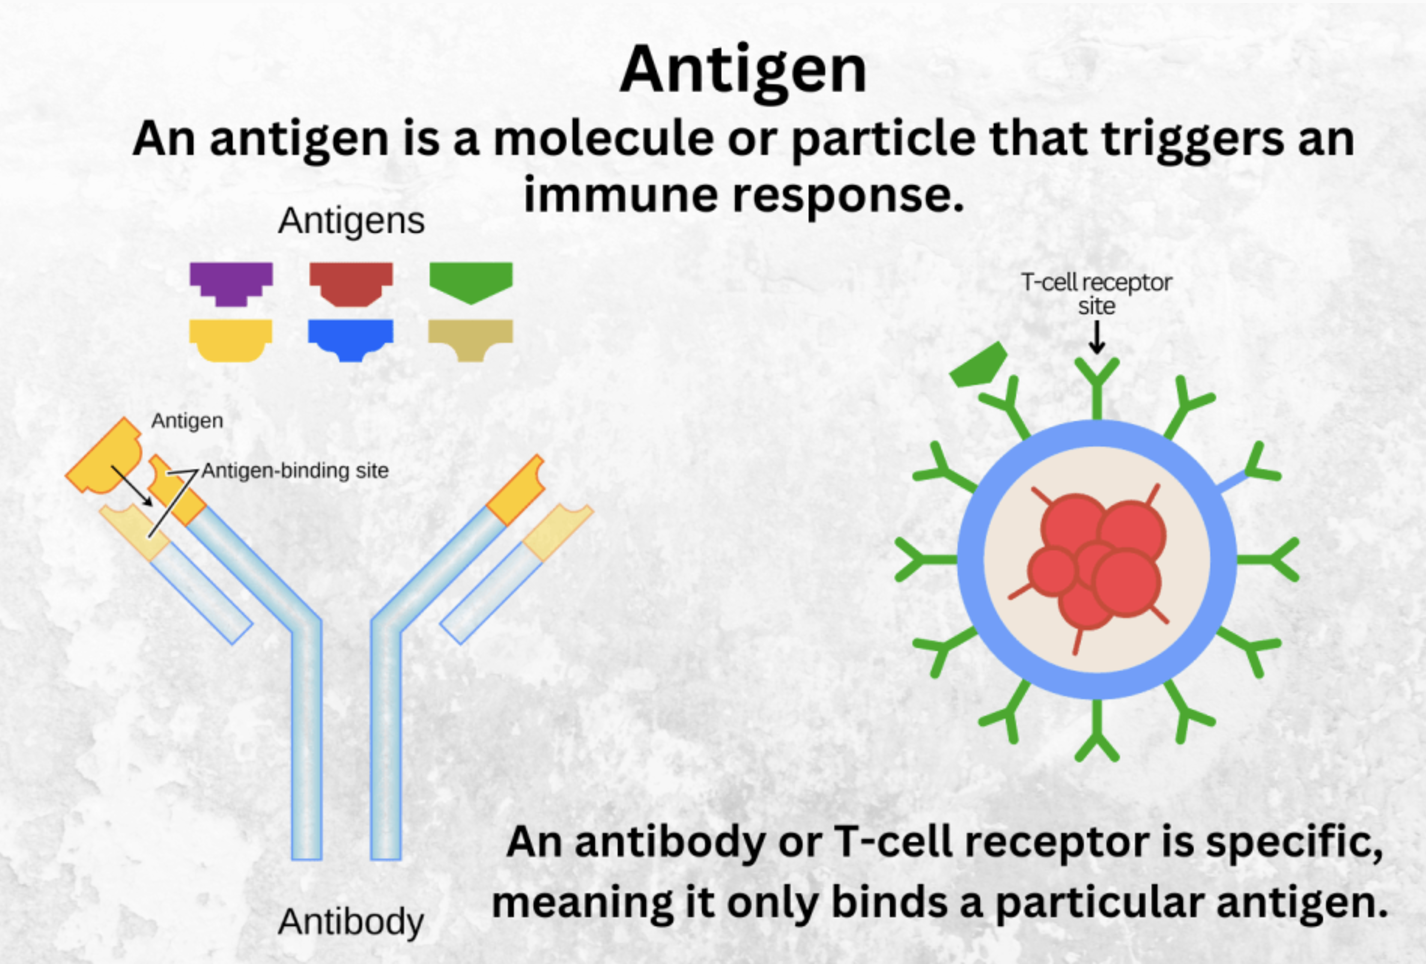 Antigen
An antigen is a molecule or particle that triggers an
immune response.
Antigens
T-cell receptor
site
Antigen
Antigen-binding site
An antibody or T-cell receptor is specific,
meaning it only binds a particular antigen.
Antibody